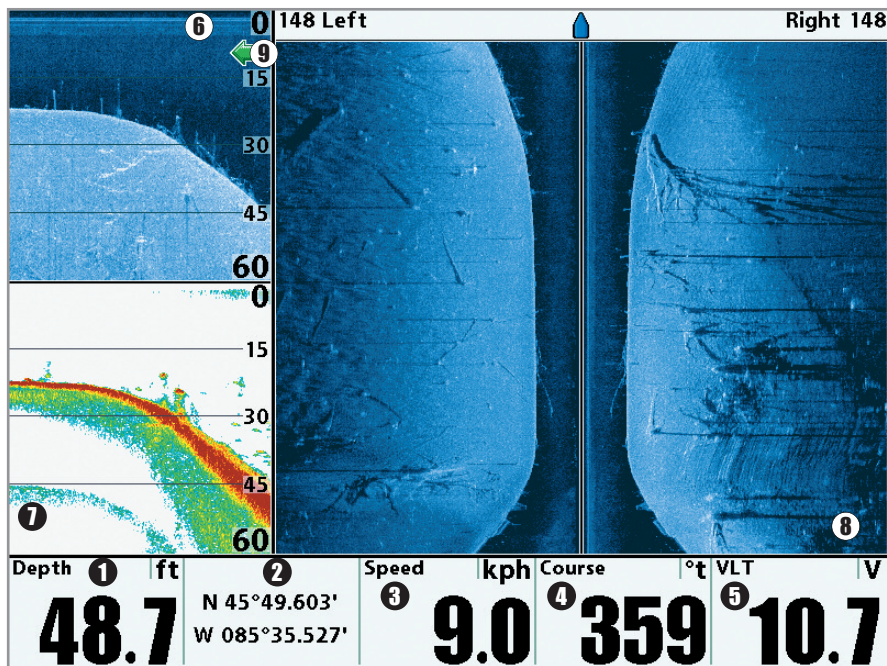 6
0
148 Left
Right 148
9
15
30
45
60
0
15
30
45
7
60
8
Depth 1 ft
48.7
2
N 45°49.603'
W 085°35.527'
Speed kph
3
9.0
Course °t
4
359
VLT V
5
10.7